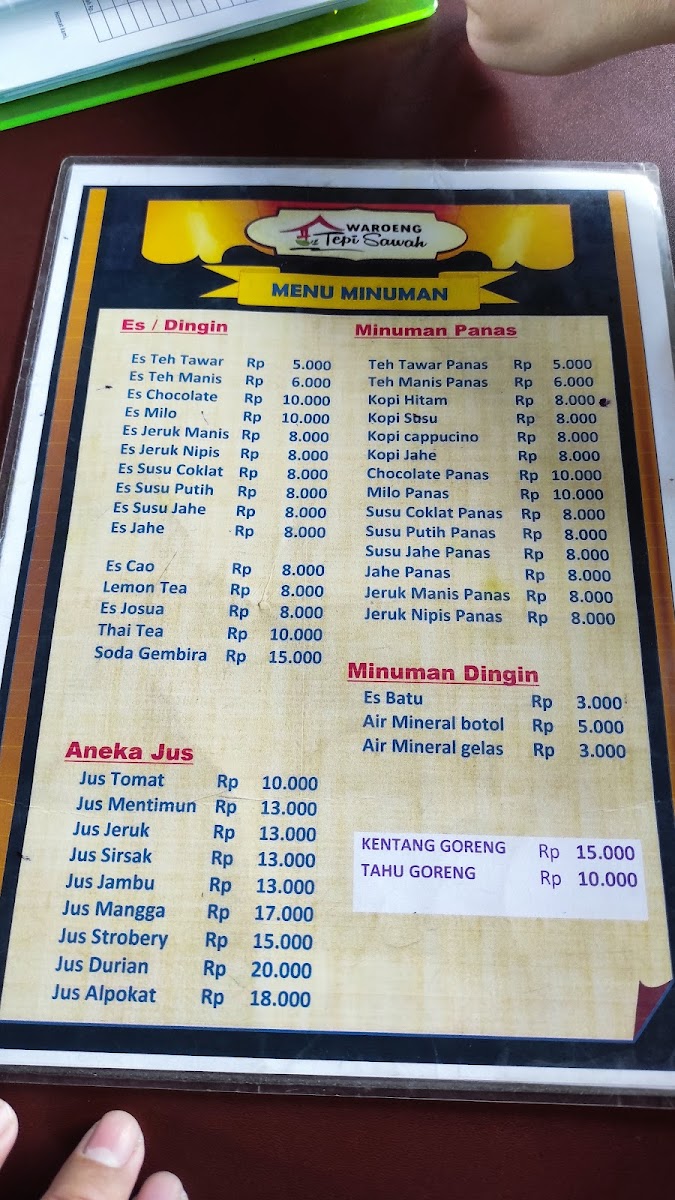 WAROENG
Tepi Sawah
MENU MINUMAN
Es / Dingin
Es Teh Tawar Rp 5.000
Es Teh Manis Rp 6.000
Es Chocolate Rp 10.000
Es Milo Rp 10.000
Es Jeruk Manis Rp 8.000
Es Jeruk Nipis Rp 8.000
Es Susu Coklat Rp 8.000
Es Susu Putih Rp 8.000
Es Susu Jahe Rp 8.000
Es Jahe Rp 8.000
Es Cao Rp 8.000
Lemon Tea Rp 8.000
Es Josua Rp 8.000
Thai Tea Rp 10.000
Soda Gembira Rp 15.000
Aneka Jus
Jus Tomat Rp 10.000
Jus Mentimun Rp 13.000
Jus Jeruk Rp 13.000
Jus Sirsak Rp 13.000
Jus Jambu Rp 13.000
Jus Mangga Rp 17.000
Jus Strobery Rp 15.000
Jus Durian Rp 20.000
Jus Alpokat Rp 18.000
Minuman Panas
Teh Tawar Panas Rp 5.000
Teh Manis Panas Rp 6.000
Kopi Hitam Rp 8.000
Kopi Susu Rp 8.000
Kopi cappucino Rp 8.000
Kopi Jahe Rp 8.000
Chocolate Panas Rp 10.000
Milo Panas Rp 10.000
Susu Coklat Panas Rp 8.000
Susu Putih Panas Rp 8.000
Susu Jahe Panas Rp 8.000
Jahe Panas Rp 8.000
Jeruk Manis Panas Rp 8.000
Jeruk Nipis Panas Rp 8.000
Minuman Dingin
Es Batu Rp 3.000
Air Mineral botol Rp 5.000
Air Mineral gelas Rp 3.000
KENTANG GORENG Rp 15.000
TAHU GORENG Rp 10.000